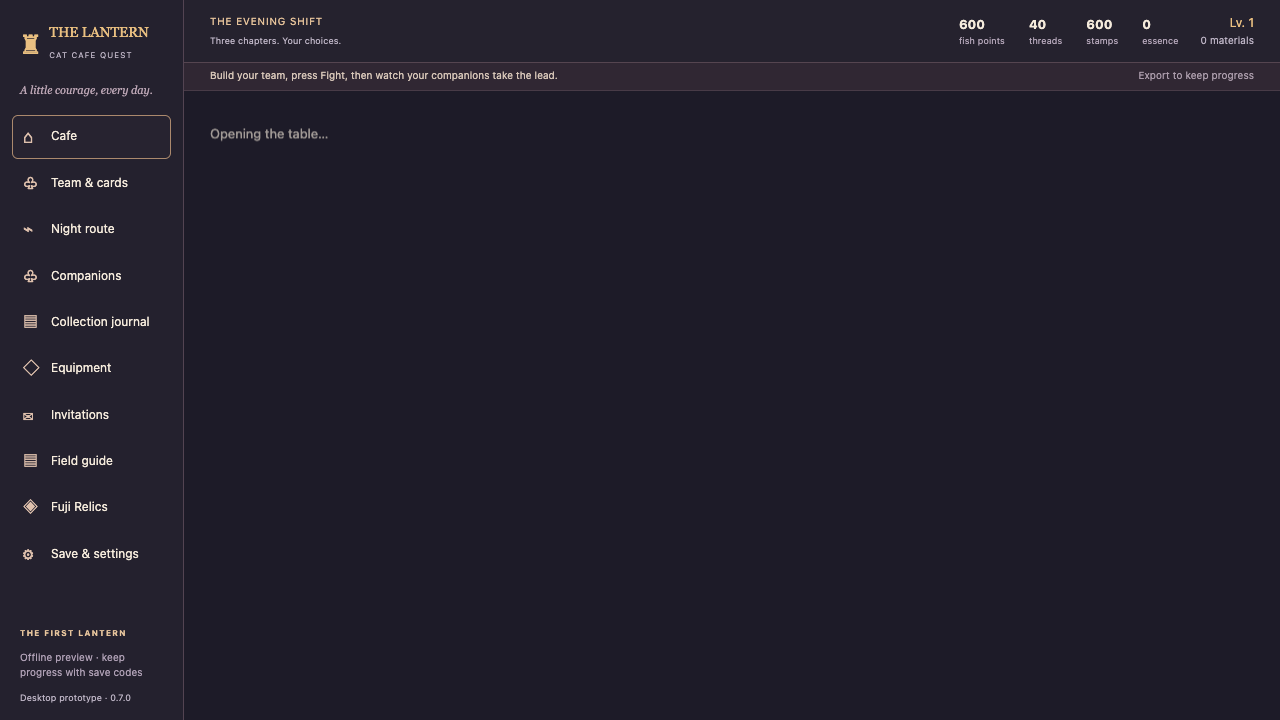 THE LANTERN
CAT CAFE QUEST
A little courage, every day.
Cafe
Team & cards
Night route
Companions
Collection journal
Equipment
Invitations
Field guide
Fuji Relics
Save & settings
THE FIRST LANTERN
Offline preview · keep
progress with save codes
Desktop prototype · 0.7.0
THE EVENING SHIFT
Three chapters. Your choices.
600
fish points
40
threads
600
stamps
0
essence
Lv. 1
0 materials
Build your team, press Fight, then watch your companions take the lead.
Export to keep progress
Opening the table...